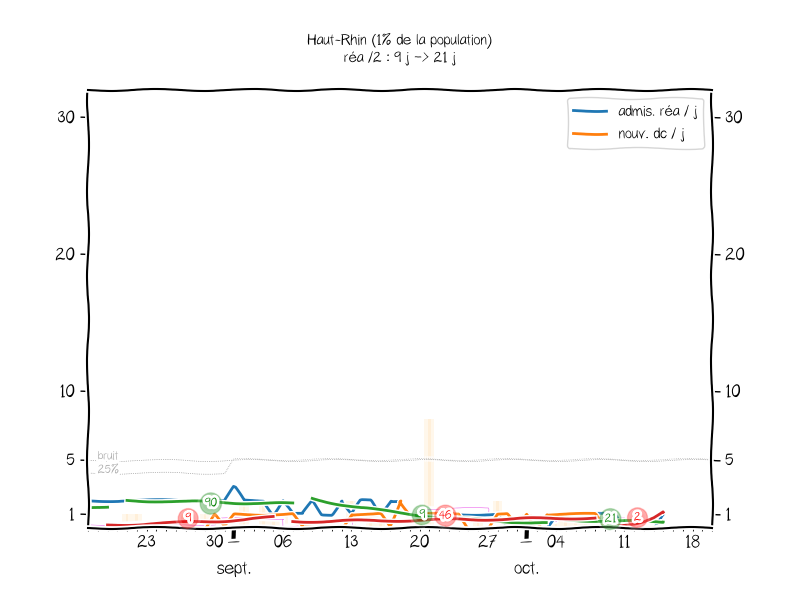 Haut-Rhin (1% de la population)
réa /2 : 9 j -> 21 j
admis. réa / j
nouv. dc / j
30 30
20 20
10 10
5 5
1 1
bruit
25%
90
9
9
46
21
2
23 30 06 13 20 27 04 11 18
sept. oct.